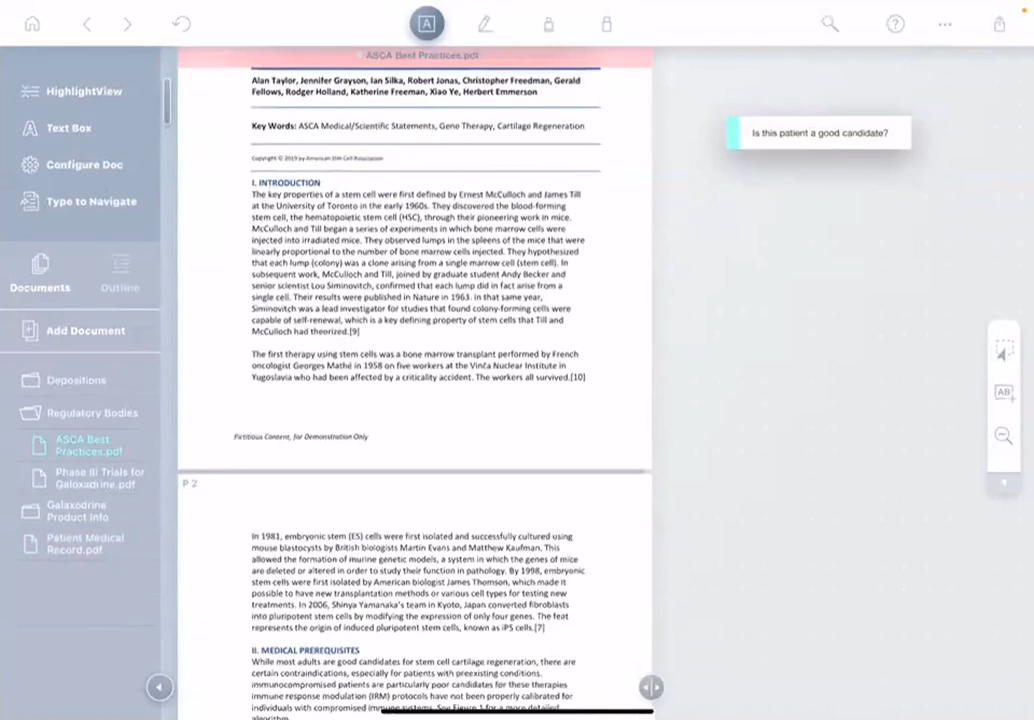 HighlightView
Text Box
Configure Doc
Type to Navigate
Documents
Outline
Add Document
Depositions
Regulatory Bodies
ASCA Best
Practices.pdf
Phase III Trials for
Galoxadrine.pdf
Galaxodrine
Product Info
Patient Medical
Record.pdf
ASCA Best Practices.pdf
Alan Taylor, Jennifer Grayson, Ian Silka, Robert Jonas, Christopher Freedman, Gerald
Fellows, Rodger Holland, Katherine Freeman, Xiao Ye, Herbert Emmerson
Key Words: ASCA Medical/Scientific Statements, Gene Therapy, Cartilage Regeneration
Copyright © 2019 by American Stem Cell Association
I. INTRODUCTION
The key properties of a stem cell were first defined by Ernest McCulloch and James Till
at the University of Toronto in the early 1960s. They discovered the blood-forming
stem cell, the hematopoietic stem cell (HSC), through their pioneering work in mice.
McCulloch and Till began a series of experiments in which bone marrow cells were
injected into irradiated mice. They observed lumps in the spleens of the mice that were
linearly proportional to the number of bone marrow cells injected. They hypothesized
that each lump (colony) was a clone arising from a single marrow cell (stem cell). In
subsequent work, McCulloch and Till, joined by graduate student Andy Becker and
senior scientist Lou Siminovitch, confirmed that each lump did in fact arise from a
single cell. Their results were published in Nature in 1963. In that same year,
Siminovitch was a lead investigator for studies that found colony-forming cells were
capable of self-renewal, which is a key defining property of stem cells that Till and
McCulloch had theorized.[9]
The first therapy using stem cells was a bone marrow transplant performed by French
oncologist Georges Mathé in 1958 on five workers at the Vinča Nuclear Institute in
Yugoslavia who had been affected by a criticality accident. The workers all survived.[10]
Fictitious Content, for Demonstration Only
P 2
In 1981, embryonic stem (ES) cells were first isolated and successfully cultured using
mouse blastocysts by British biologists Martin Evans and Matthew Kaufman. This
allowed the formation of murine genetic models, a system in which the genes of mice
are deleted or altered in order to study their function in pathology. By 1998, embryonic
stem cells were first isolated by American biologist James Thomson, which made it
possible to have new transplantation methods or various cell types for testing new
treatments. In 2006, Shinya Yamanaka's team in Kyoto, Japan converted fibroblasts
into pluripotent stem cells by modifying the expression of only four genes. The feat
represents the origin of induced pluripotent stem cells, known as iPS cells.[7]
II. MEDICAL PREREQUISITES
While most adults are good candidates for stem cell cartilage regeneration, there are
certain contraindications, especially for patients with preexisting conditions.
Immunocompromised patients are particularly poor candidates for these therapies
immune response modulation (IRM) protocols have not been properly calibrated for
individuals with compromised immune systems. See Figure 1 for a more detailed
algorithm.
Is this patient a good candidate?